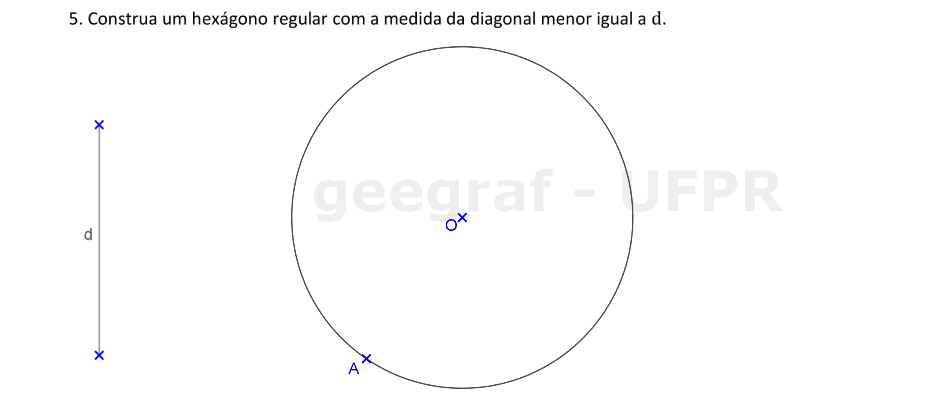 5. Construa um hexágono regular com a medida da diagonal menor igual a d.
geegraf - UFPR
O
d
A